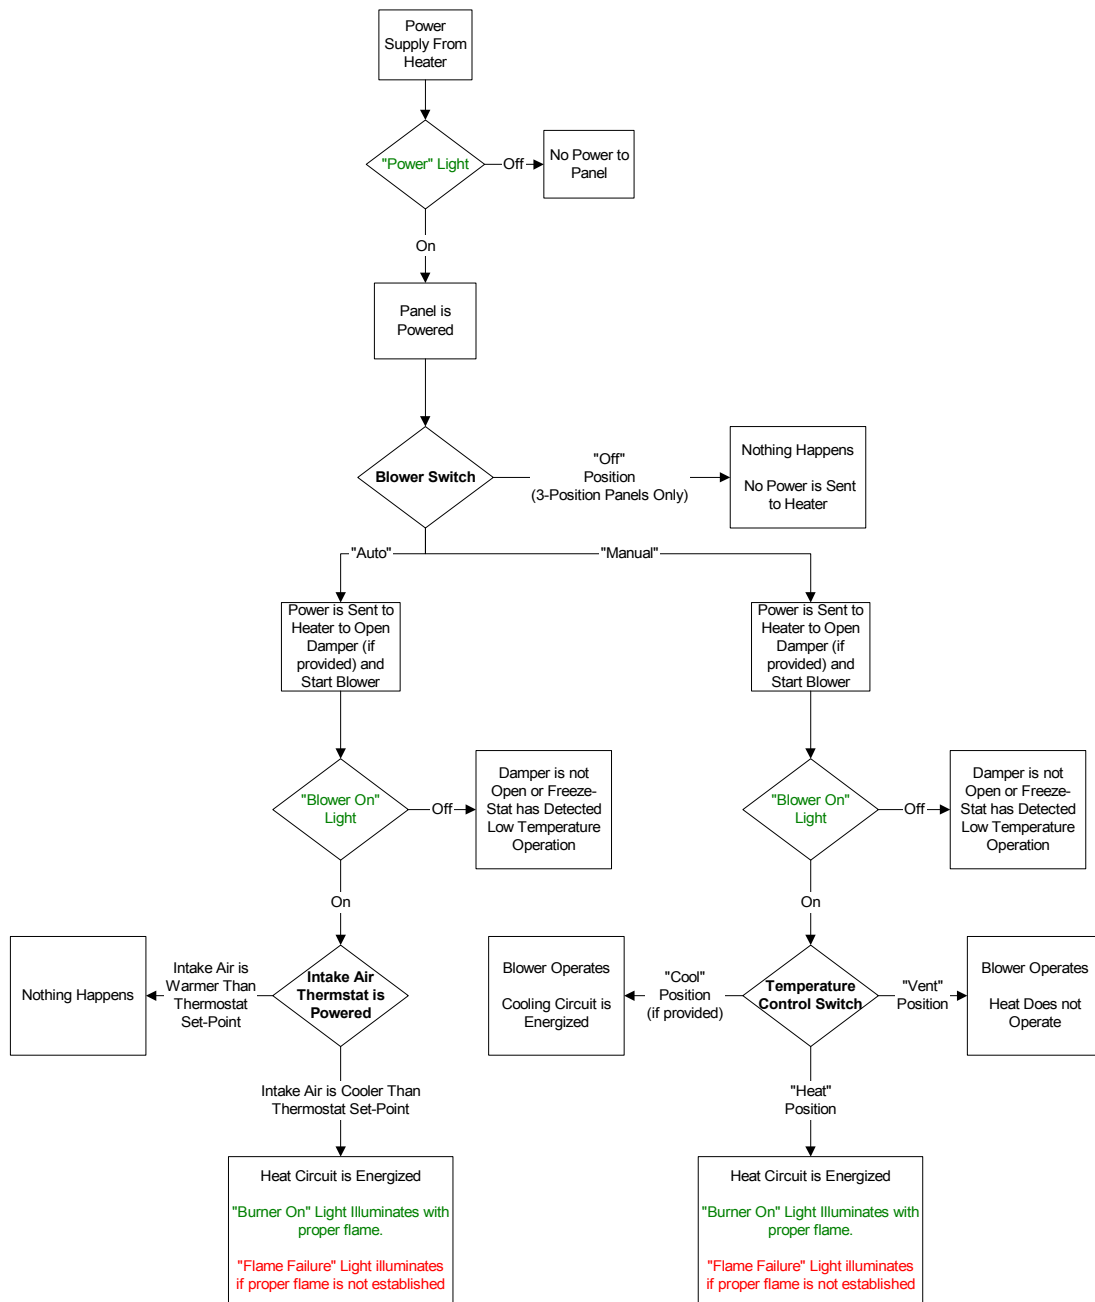 Power
Supply From
Heater
"Power" Light
Off
No Power to
Panel
On
Panel is
Powered
Blower Switch
"Off"
Position
(3-Position Panels Only)
Nothing Happens
No Power is Sent
to Heater
"Auto"
"Manual"
Power is Sent to
Heater to Open
Damper (if
provided) and
Start Blower
Power is Sent to
Heater to Open
Damper (if
provided) and
Start Blower
"Blower On"
Light
Off
Damper is not
Open or Freeze-
Stat has Detected
Low Temperature
Operation
"Blower On"
Light
Off
Damper is not
Open or Freeze-
Stat has Detected
Low Temperature
Operation
On
On
Nothing Happens
Intake Air is
Warmer Than
Thermostat
Set-Point
Intake Air
Thermstat is
Powered
Blower Operates
Cooling Circuit is
Energized
"Cool"
Position
(if provided)
Temperature
Control Switch
"Vent"
Position
Blower Operates
Heat Does not
Operate
Intake Air is Cooler Than
Thermostat Set-Point
"Heat"
Position
Heat Circuit is Energized
"Burner On" Light Illuminates with
proper flame.
"Flame Failure" Light illuminates
if proper flame is not established
Heat Circuit is Energized
"Burner On" Light Illuminates with
proper flame.
"Flame Failure" Light illuminates
if proper flame is not established